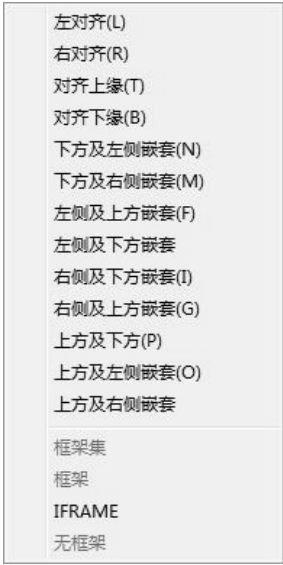 左对齐(L)
右对齐(R)
对齐上缘(T)
对齐下缘(B)
下方及左侧嵌套(N)
下方及右侧嵌套(M)
左侧及上方嵌套(F)
左侧及下方嵌套
右侧及下方嵌套(I)
右侧及上方嵌套(G)
上方及下方(P)
上方及左侧嵌套(O)
上方及右侧嵌套
框架集
框架
IFRAME
无框架